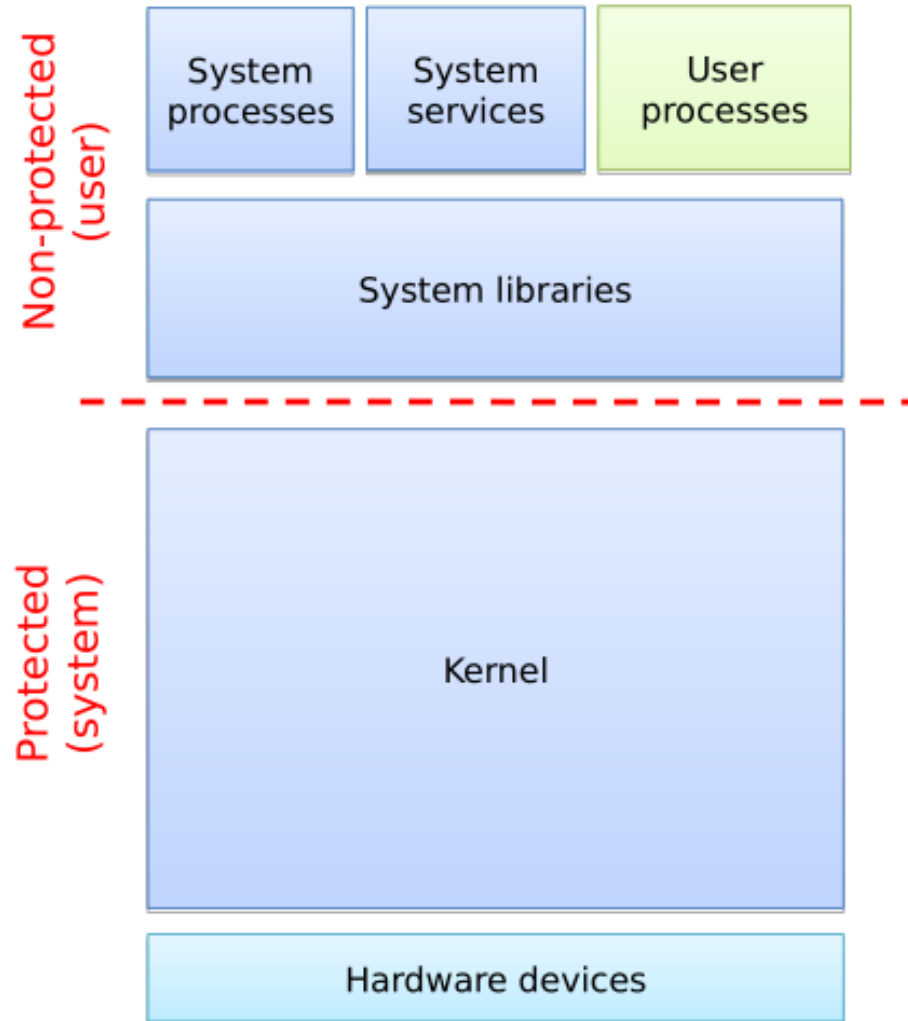 Non-protected
(user)
System
processes
System
services
User
processes
System libraries
Protected
(system)
Kernel
Hardware devices